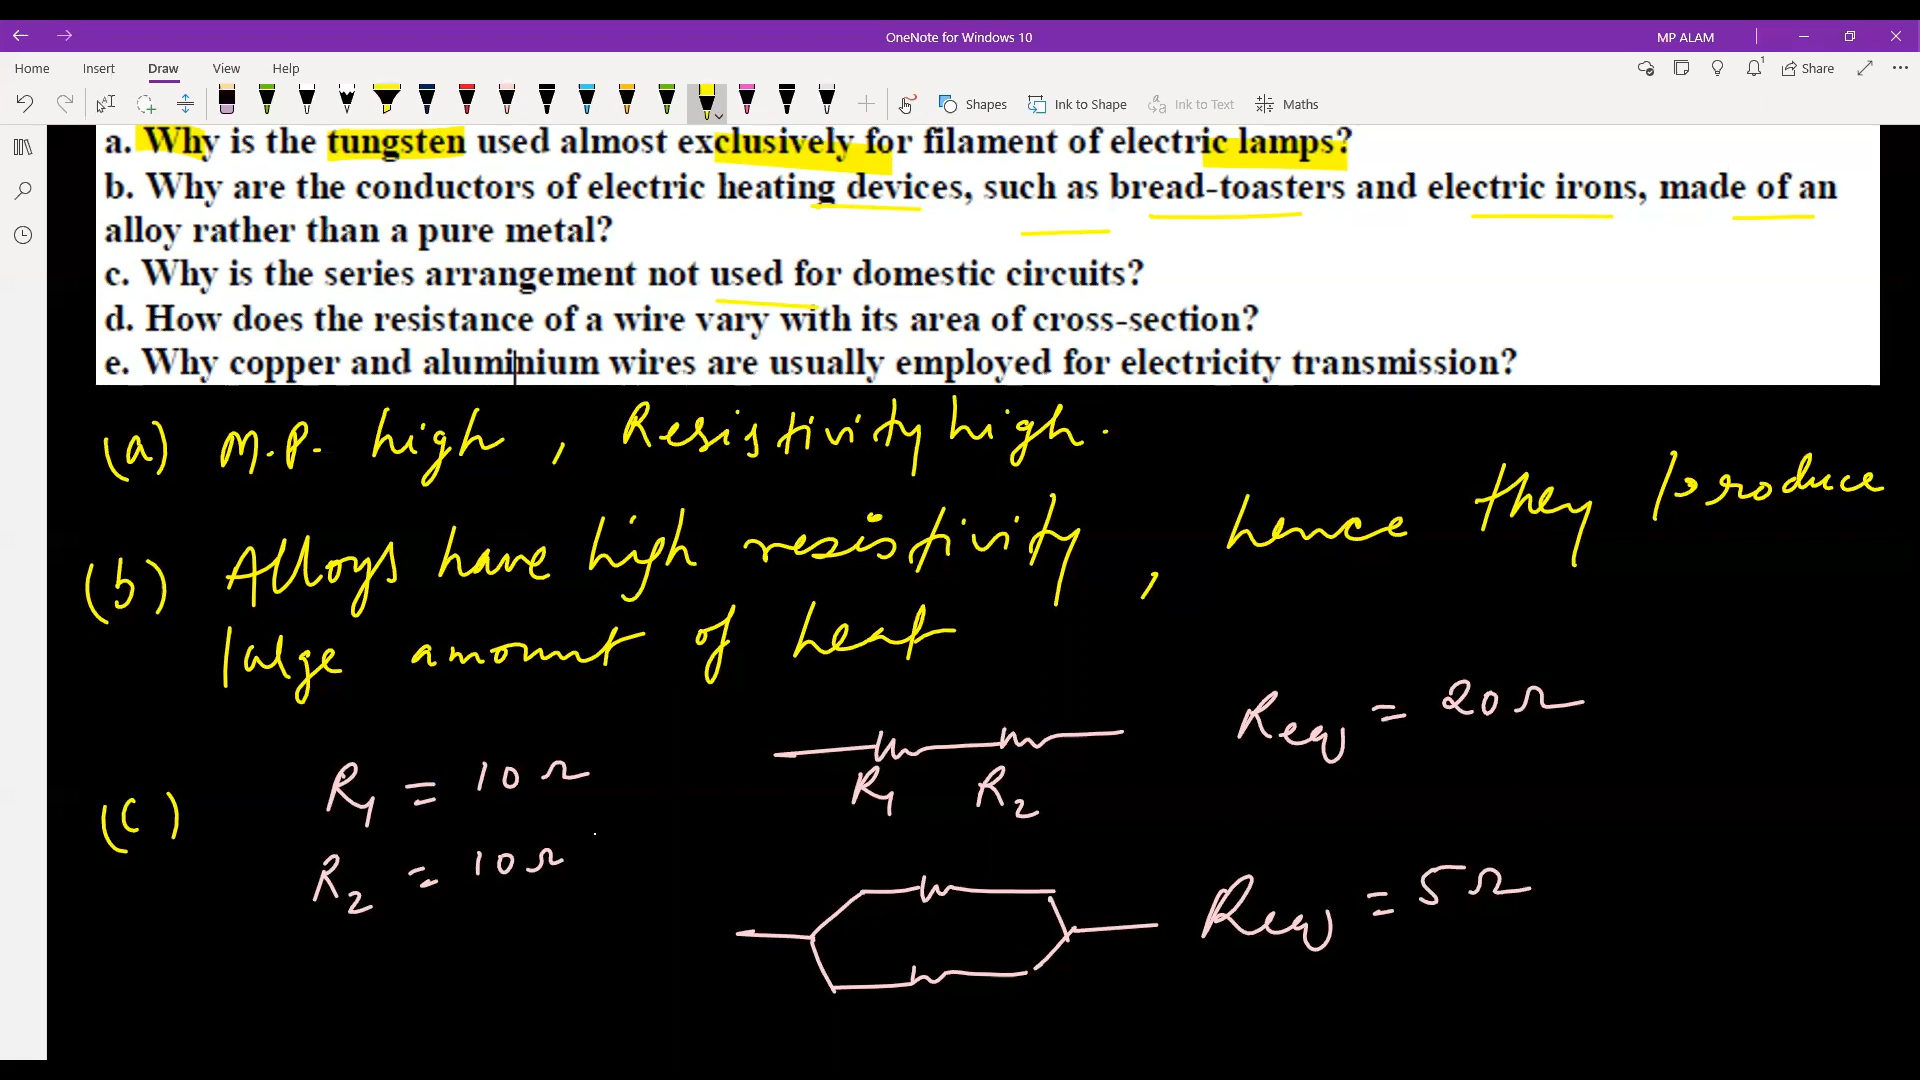 OneNote for Windows 10
MP ALAM
Home Insert Draw View Help
Share
Shapes Ink to Shape Ink to Text Maths
a. Why is the tungsten used almost exclusively for filament of electric lamps?
b. Why are the conductors of electric heating devices, such as bread-toasters and electric irons, made of an
alloy rather than a pure metal?
c. Why is the series arrangement not used for domestic circuits?
d. How does the resistance of a wire vary with its area of cross-section?
e. Why copper and aluminium wires are usually employed for electricity transmission?
(a) M.P. high, Resistivity high.
(b) Alloys have high resistivity, hence they produce
large amount of heat
(c) R1 = 10 Ω
R1 R2
Req = 20 Ω
R2 = 10 Ω
Req = 5 Ω